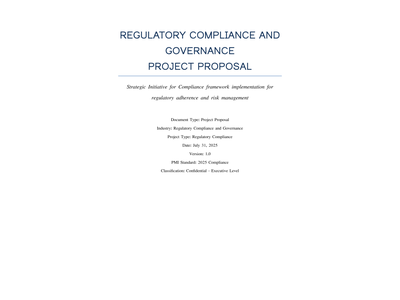 REGULATORY COMPLIANCE AND
GOVERNANCE
PROJECT PROPOSAL
Strategic Initiative for Compliance framework implementation for
regulatory adherence and risk management
Document Type: Project Proposal
Industry: Regulatory Compliance and Governance
Project Type: Regulatory Compliance
Date: July 31, 2025
Version: 1.0
PMI Standard: 2025 Compliance
Classification: Confidential - Executive Level